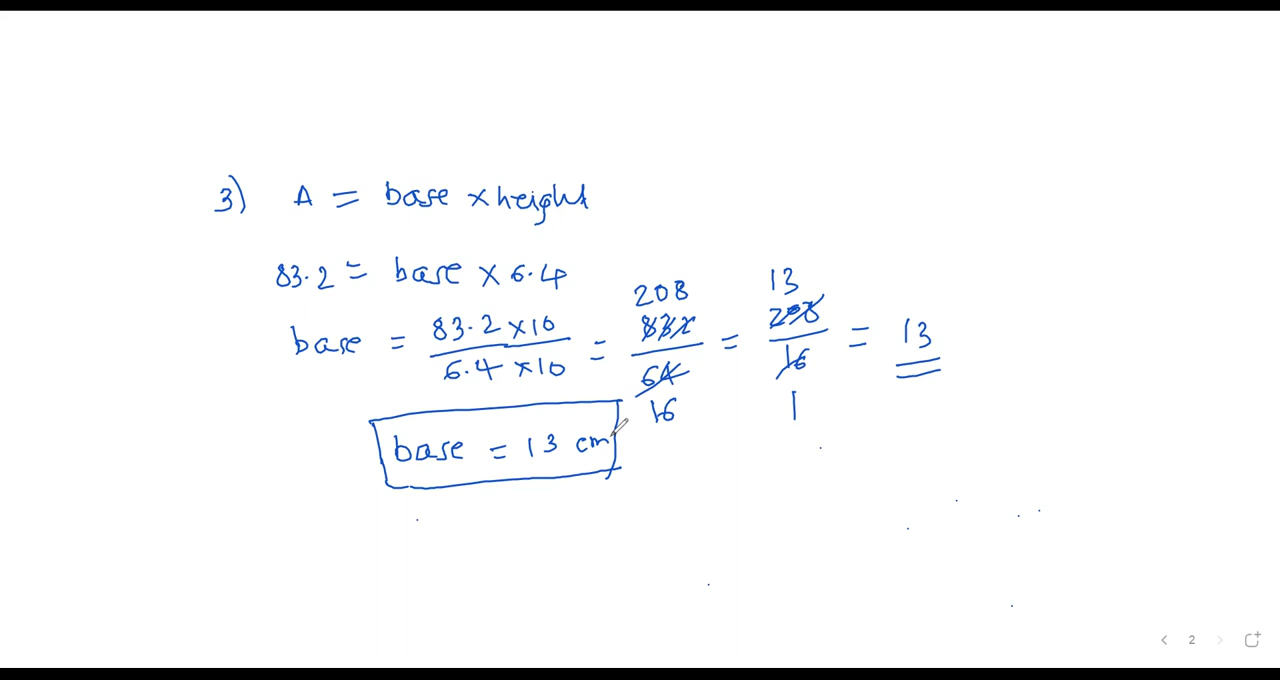 3) A = base × height
83.2 = base × 6.4
base = 83.2 × 10 / 6.4 × 10 = 208 832 / 64 16 = 13 208 / 16 1 = 13
base = 13 cm
2